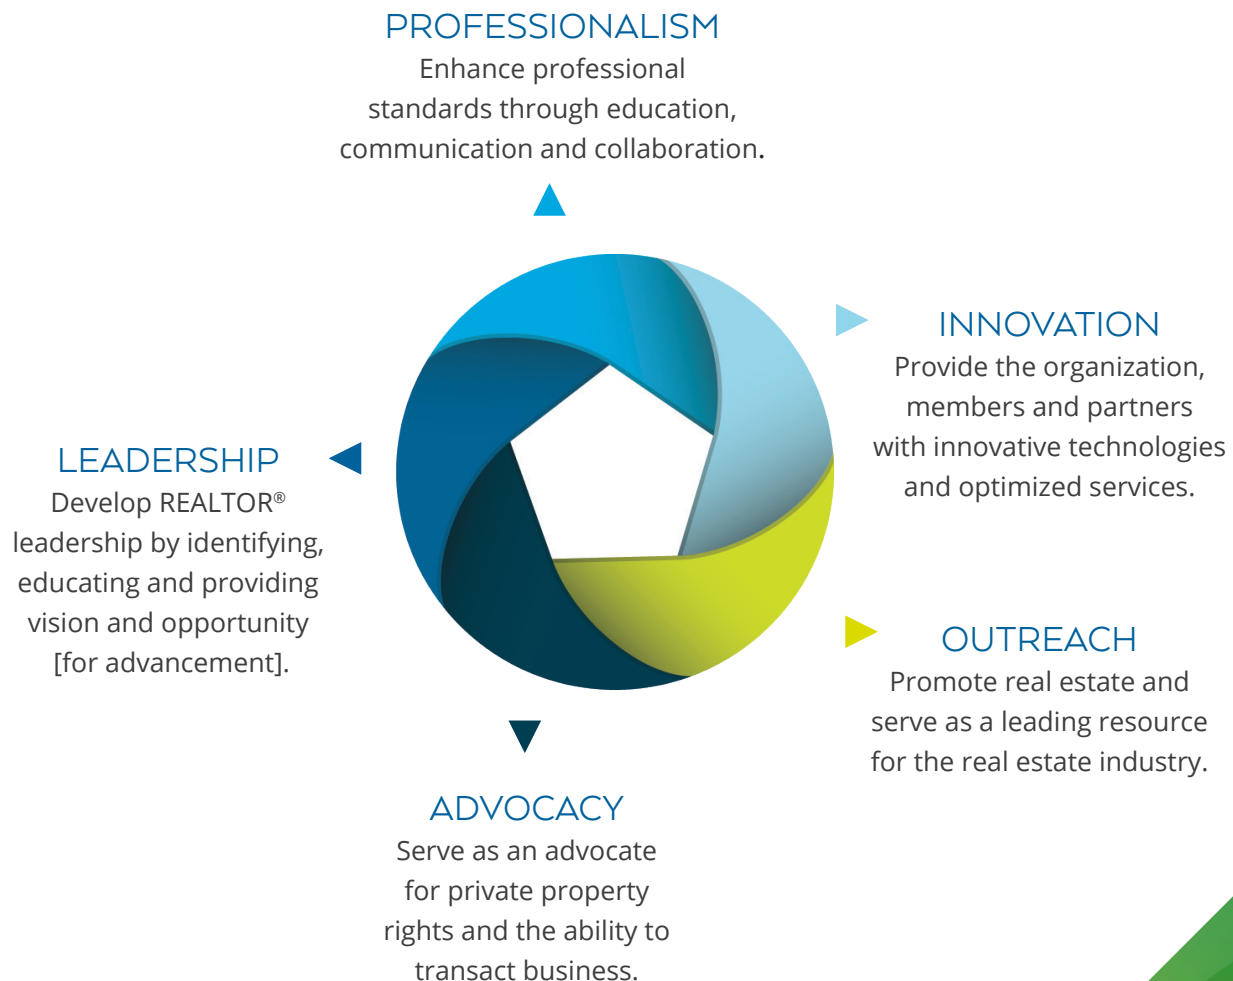 PROFESSIONALISM
Enhance professional
standards through education,
communication and collaboration.
INNOVATION
Provide the organization,
members and partners
with innovative technologies
and optimized services.
LEADERSHIP
Develop REALTOR®
leadership by identifying,
educating and providing
vision and opportunity
[for advancement].
OUTREACH
Promote real estate and
serve as a leading resource
for the real estate industry.
ADVOCACY
Serve as an advocate
for private property
rights and the ability to
transact business.